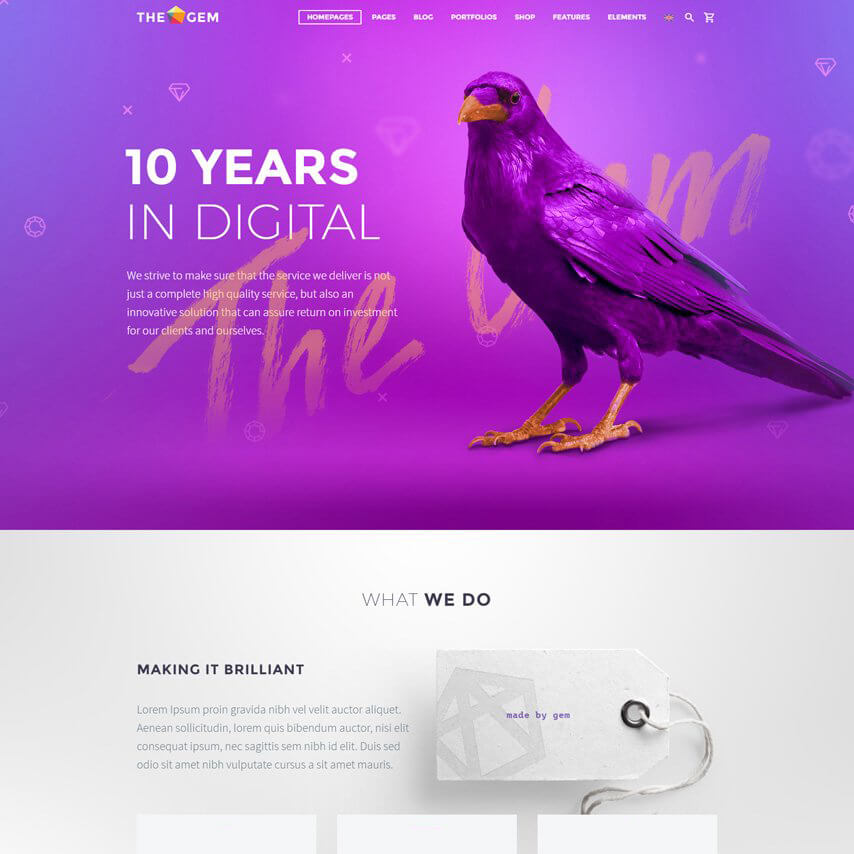 THE GEM
HOMEPAGES PAGES BLOG PORTFOLIOS SHOP FEATURES ELEMENTS
10 YEARS
IN DIGITAL
The Gem
We strive to make sure that the service we deliver is not
just a complete high quality service, but also an
innovative solution that can assure return on investment
for our clients and ourselves.
WHAT WE DO
MAKING IT BRILLIANT
Lorem Ipsum proin gravida nibh vel velit auctor aliquet.
Aenean sollicitudin, lorem quis bibendum auctor, nisi elit
consequat ipsum, nec sagittis sem nibh id elit. Duis sed
odio sit amet nibh vulputate cursus a sit amet mauris.
made by gem